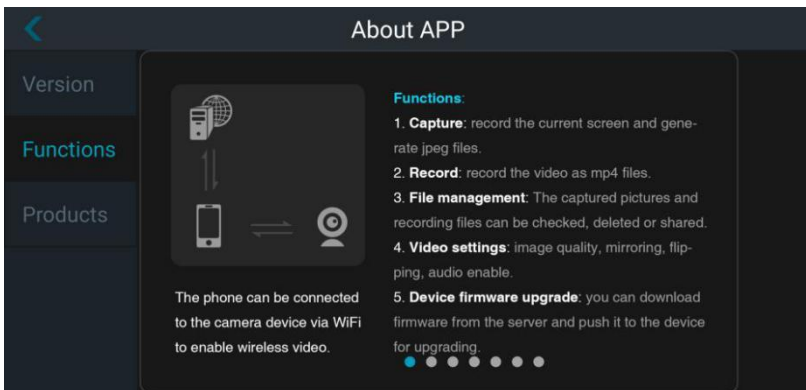 About APP
Version
Functions
Products
The phone can be connected
to the camera device via WiFi
to enable wireless video.
Functions:
1. Capture: record the current screen and gene-
rate jpeg files.
2. Record: record the video as mp4 files.
3. File management: The captured pictures and
recording files can be checked, deleted or shared.
4. Video settings: image quality, mirroring, flip-
ping, audio enable.
5. Device firmware upgrade: you can download
firmware from the server and push it to the device
for upgrading.